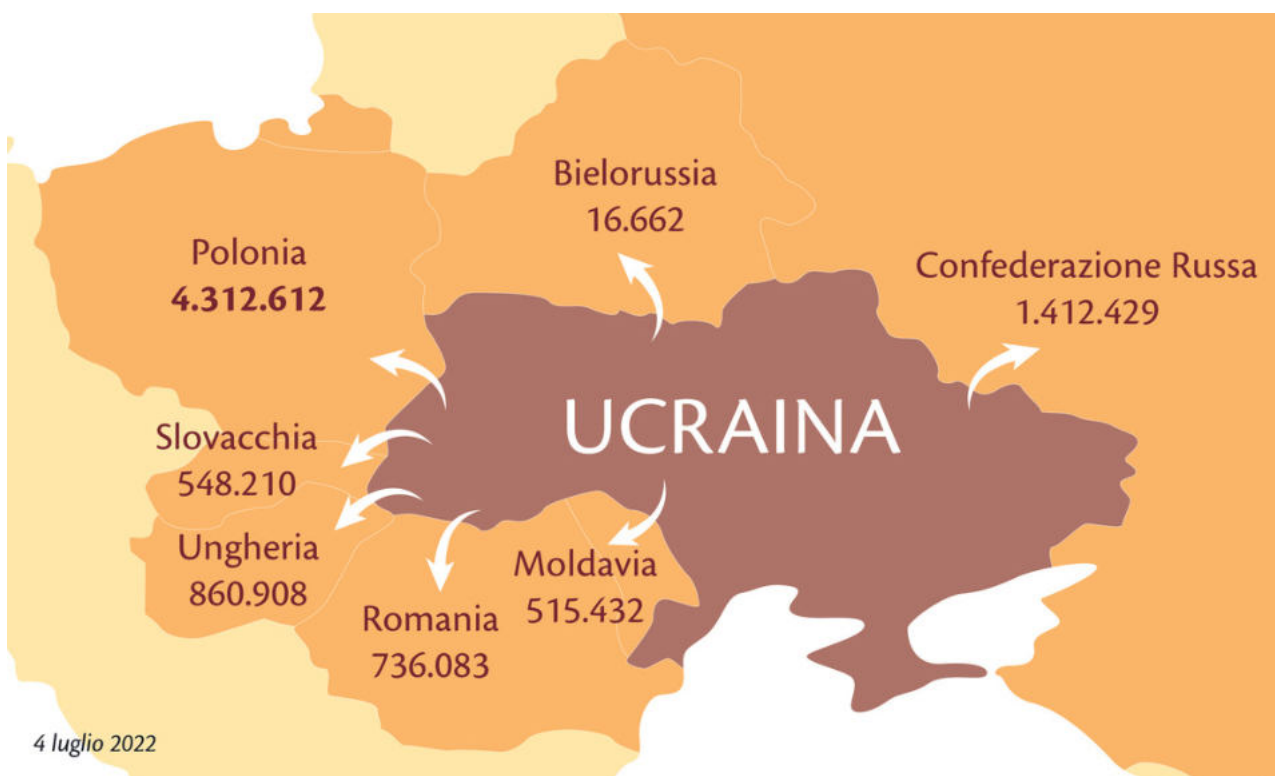 Bielorussia
16.662
Polonia
4.312.612
Confederazione Russa
1.412.429
UCRAINA
Slovacchia
548.210
Ungheria
860.908
Moldavia
515.432
Romania
736.083
4 luglio 2022